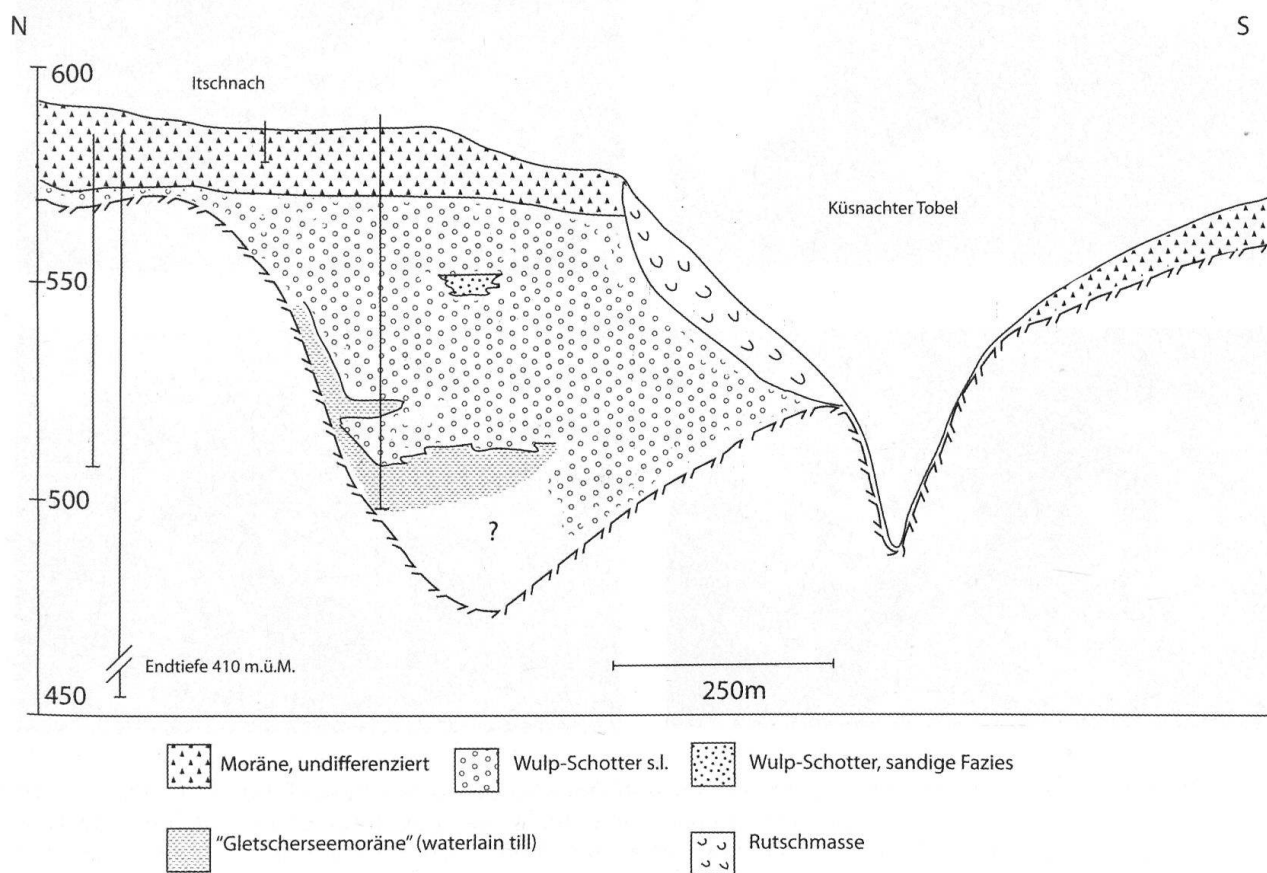 N
S
600
Itschnach
Küsnachter Tobel
550
500
?
Endtiefe 410 m.ü.M.
450
250m
Moräne, undifferenziert
Wulp-Schotter s.l.
Wulp-Schotter, sandige Fazies
"Gletscherseemoräne" (waterlain till)
Rutschmasse